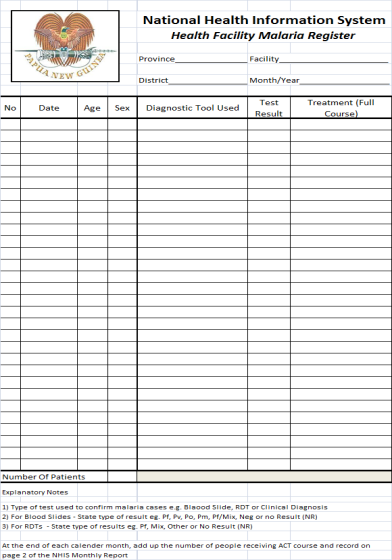 National Health Information System
Health Facility Malaria Register
PAPUA NEW GUINEA
Province Facility
District Month/Year
No Date Age Sex Diagnostic Tool Used Test Result Treatment (Full Course)
Number Of Patients
Explanatory Notes
1) Type of test used to confirm malaria cases e.g. Blaood Slide, RDT or Clinical Diagnosis
2) For Blood Slides - State type of result eg. Pf, Pv, Po, Pm, Pf/Mix, Neg or no Result (NR)
3) For RDTs - State type of results eg. Pf, Mix, Other or No Result (NR)
At the end of each calender month, add up the number of people receiving ACT course and record on
page 2 of the NHIS Monthly Report